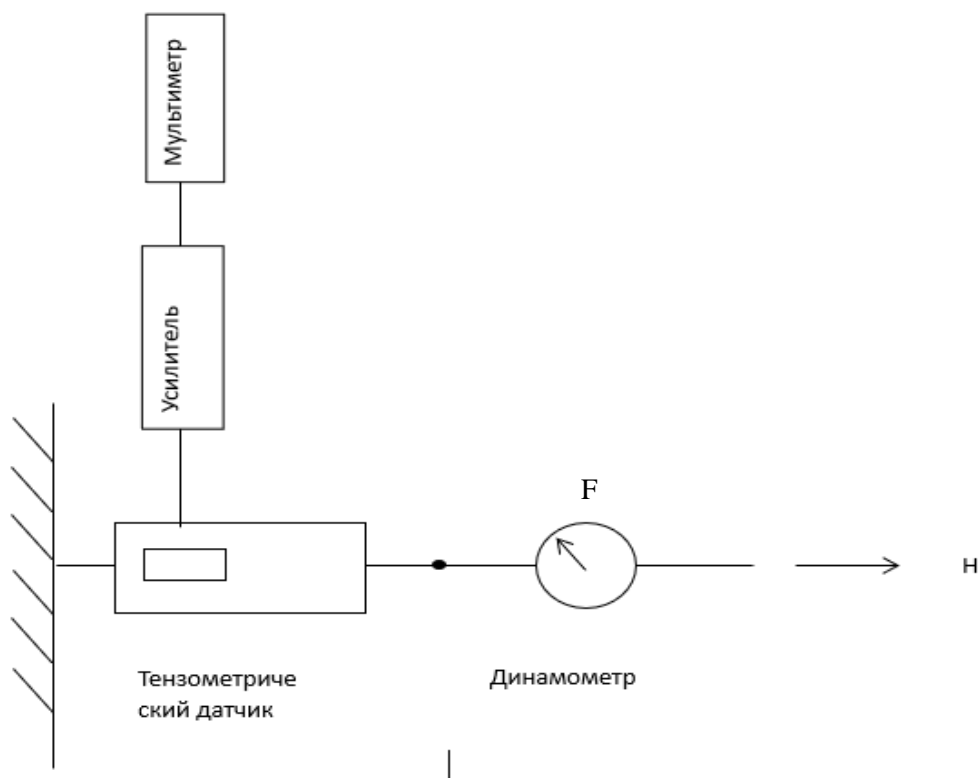 Мультиметр
Усилитель
F
Н
Тензометриче
ский датчик
Динамометр